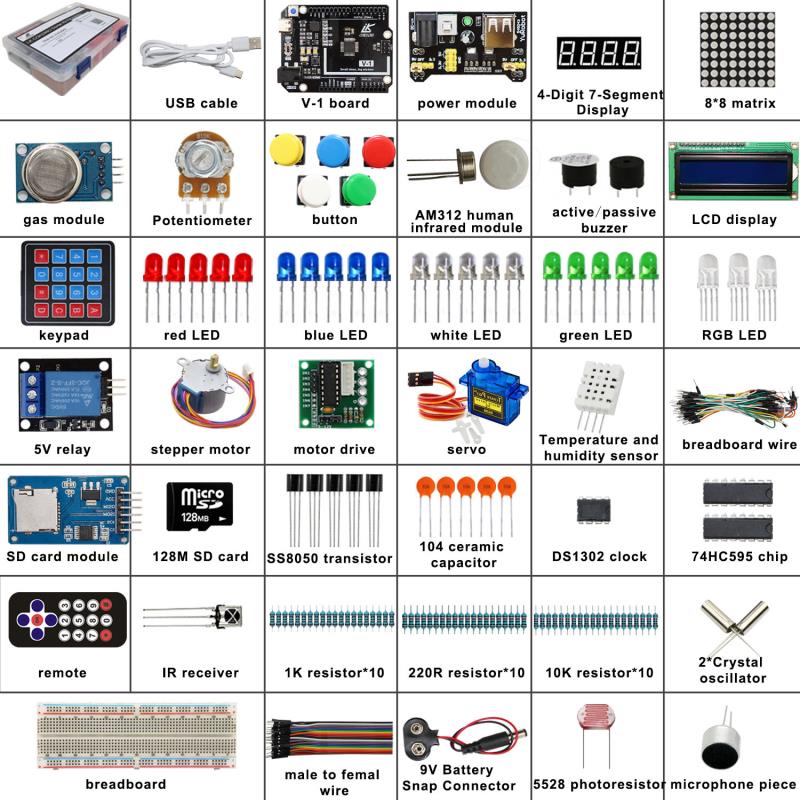 USB cable
V-1
V-1 board
power module
4-Digit 7-Segment
Display
8*8 matrix
gas module
Potentiometer
button
AM312 human
infrared module
active/passive
buzzer
LCD display
keypad
red LED
blue LED
white LED
green LED
RGB LED
5V relay
stepper motor
motor drive
servo
Temperature and
humidity sensor
breadboard wire
SD card module
Micro
SD
128MB
128M SD card
SS8050 transistor
104 ceramic
capacitor
DS1302 clock
74HC595 chip
remote
IR receiver
1K resistor*10
220R resistor*10
10K resistor*10
2*Crystal
oscillator
breadboard
male to femal
wire
9V Battery
Snap Connector
5528 photoresistor
microphone piece